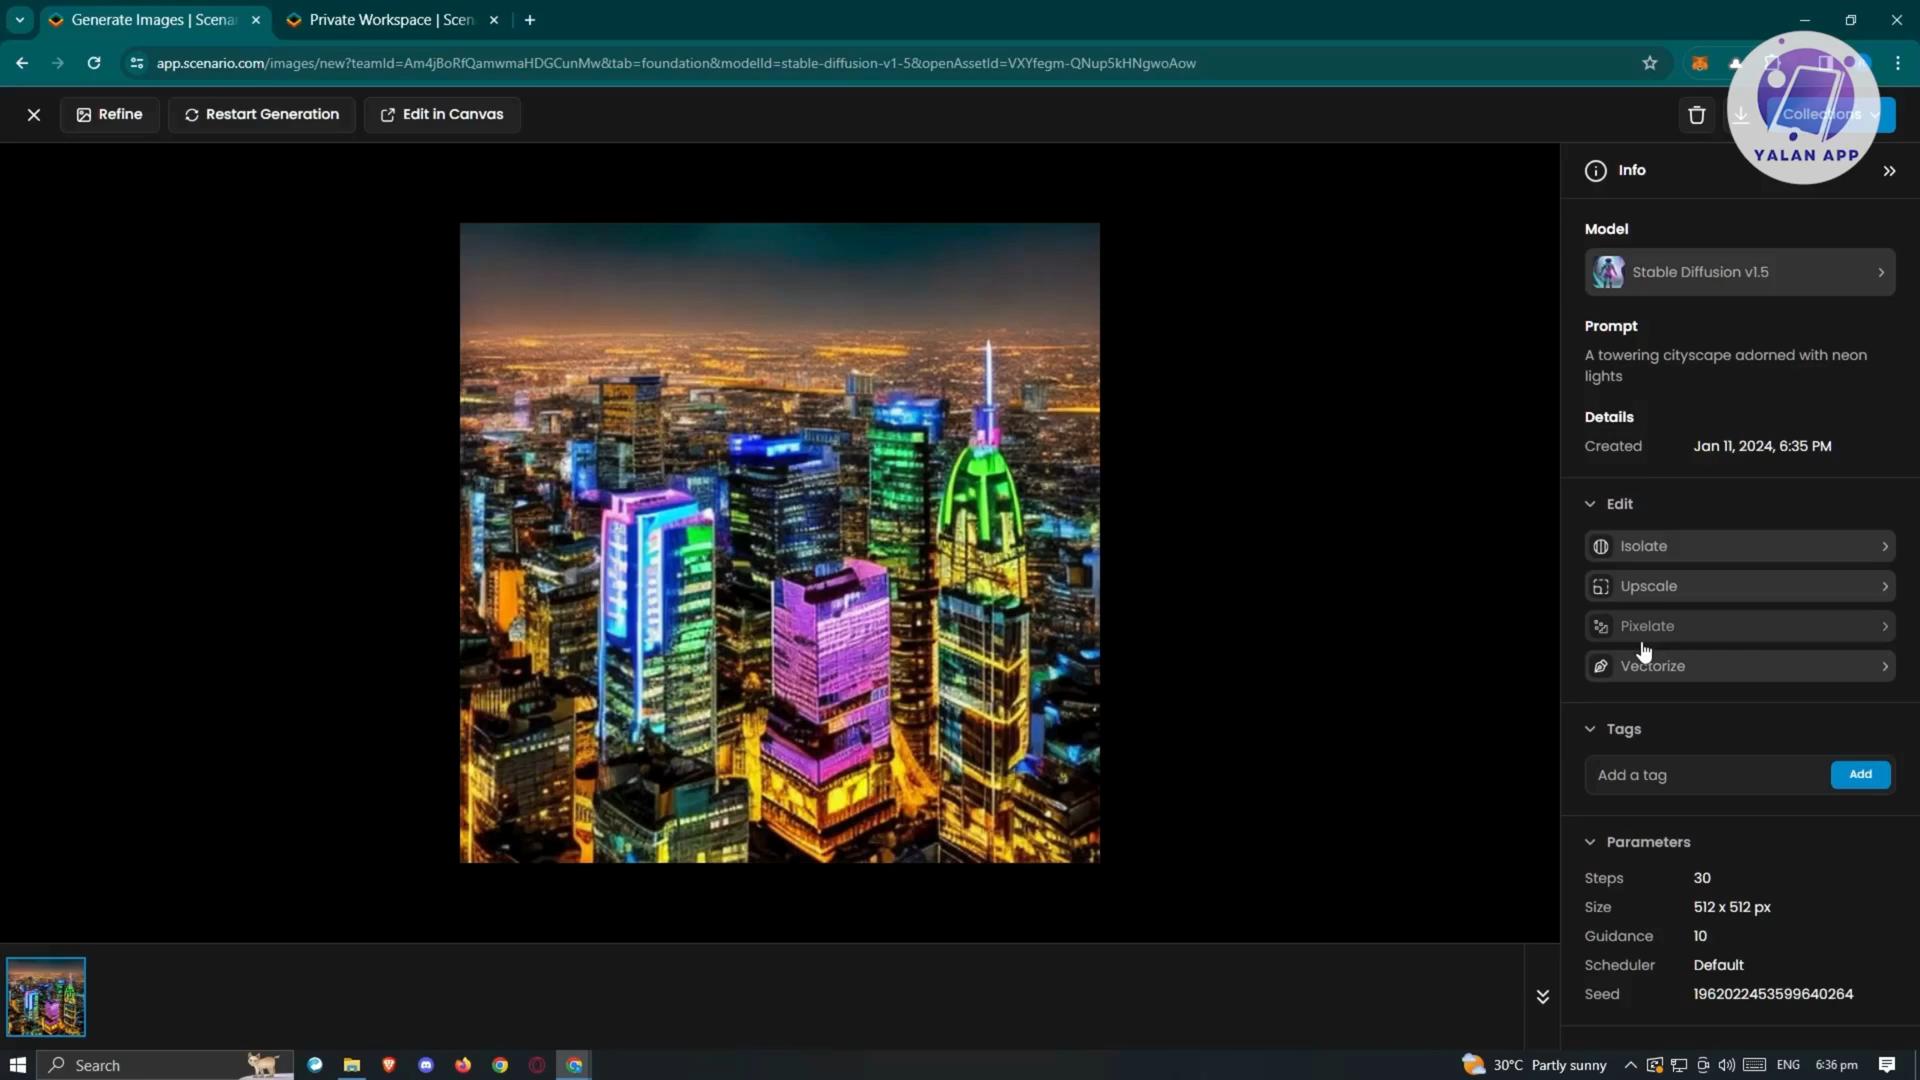 Generate Images | Scena
Private Workspace | Scen
app.scenario.com/images/new?teamId=Am4jBoRfQamwmaHDGCunMw&tab=foundation&modelId=stable-diffusion-v1-5&openAssetId=VXYfegm-QNup5kHNgwoAow
Refine
Restart Generation
Edit in Canvas
Collections
YALAN APP
Info
Model
Stable Diffusion v1.5
Prompt
A towering cityscape adorned with neon
lights
Details
Created Jan 11, 2024, 6:35 PM
Edit
Isolate
Upscale
Pixelate
Vectorize
Tags
Add a tag
Add
Parameters
Steps 30
Size 512 x 512 px
Guidance 10
Scheduler Default
Seed 1962022453599640264
Search
30°C Partly sunny
ENG
6:36 pm